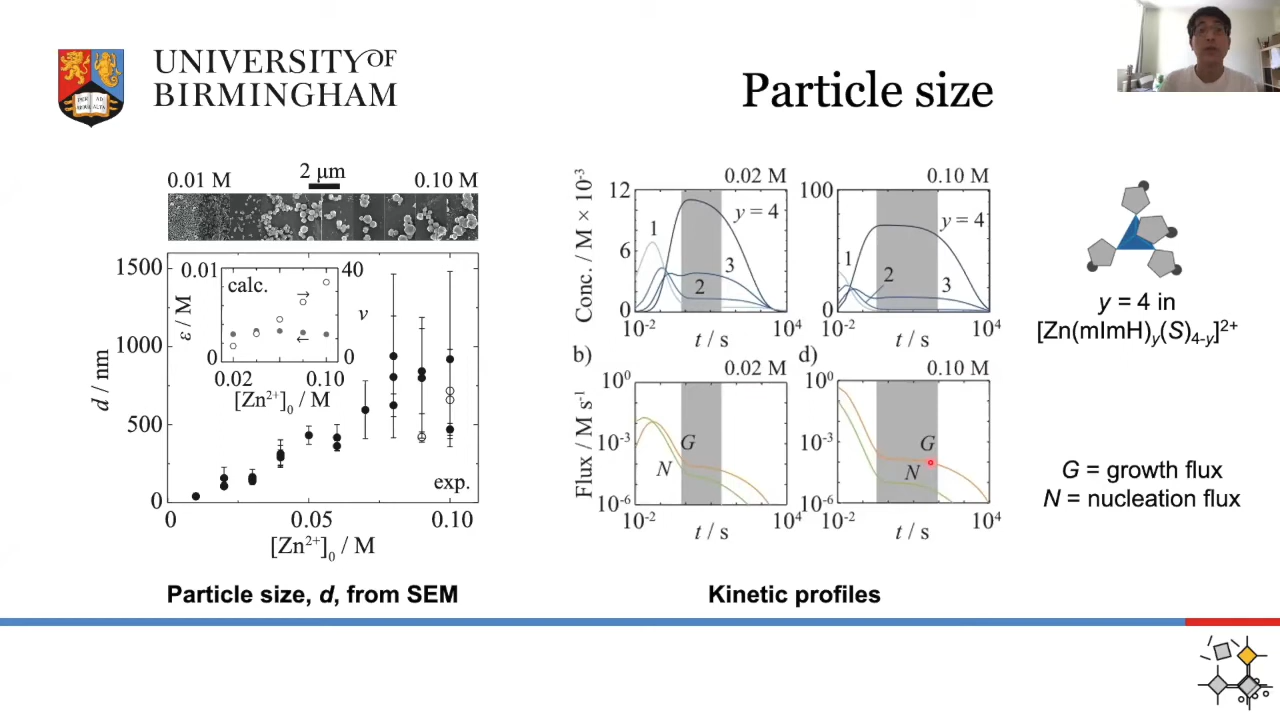 UNIVERSITY OF
BIRMINGHAM
Particle size
0.01 M
2 µm
0.10 M
1500
1000
500
0
d / nm
0
0.05
0.10
[Zn²⁺]₀ / M
exp.
0.01
0
ε / M
calc.
→
←
40
0
ν
0.02
0.10
[Zn²⁺]₀ / M
Particle size, d, from SEM
0.02 M
12
6
0
Conc. / M × 10⁻³
1
y = 4
3
2
10⁻²
10⁴
t / s
0.10 M
100
0
1
2
y = 4
3
10⁻²
10⁴
t / s
b)
0.02 M
10⁰
10⁻³
10⁻⁶
Flux / M s⁻¹
G
N
10⁻²
10⁴
t / s
d)
0.10 M
10⁰
10⁻³
10⁻⁶
G
N
10⁻²
10⁴
t / s
Kinetic profiles
y = 4 in
[Zn(mImH)y(S)4-y]²⁺
G = growth flux
N = nucleation flux